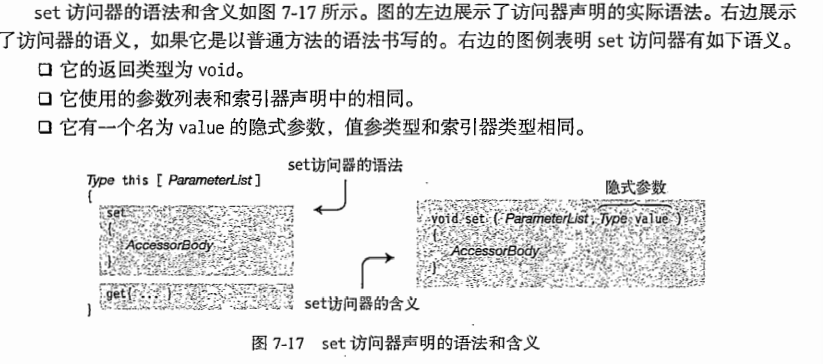 set 访问器的语法和含义如图 7-17 所示。图的左边展示了访问器声明的实际语法。右边展示
了访问器的语义，如果它是以普通方法的语法书写的。右边的图例表明 set 访问器有如下语义。
❑ 它的返回类型为 void。
❑ 它使用的参数列表和索引器声明中的相同。
❑ 它有一个名为 value 的隐式参数，值参类型和索引器类型相同。
set访问器的语法
Type this [ ParameterList ]
{
set
{
AccessorBody
}
get{ ... }
}
隐式参数
void set ( ParameterList, Type value )
{
AccessorBody
}
set访问器的含义
图 7-17 set 访问器声明的语法和含义